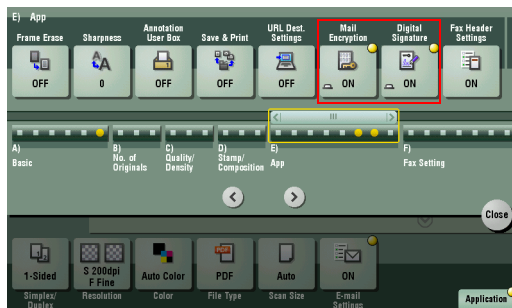 E) App
Frame Erase
Sharpness
Annotation
User Box
Save & Print
URL Dest.
Settings
Mail
Encryption
Digital
Signature
Fax Header
Settings
OFF
0
OFF
OFF
OFF
ON
ON
ON
A)
Basic
B)
No. of
Originals
C)
Quality/
Density
D)
Stamp/
Composition
E)
App
F)
Fax Setting
Close
1-Sided
S 200dpi
F Fine
Auto Color
PDF
Auto
ON
Simplex/
Duplex
Resolution
Color
File Type
Scan Size
E-mail
Settings
Application